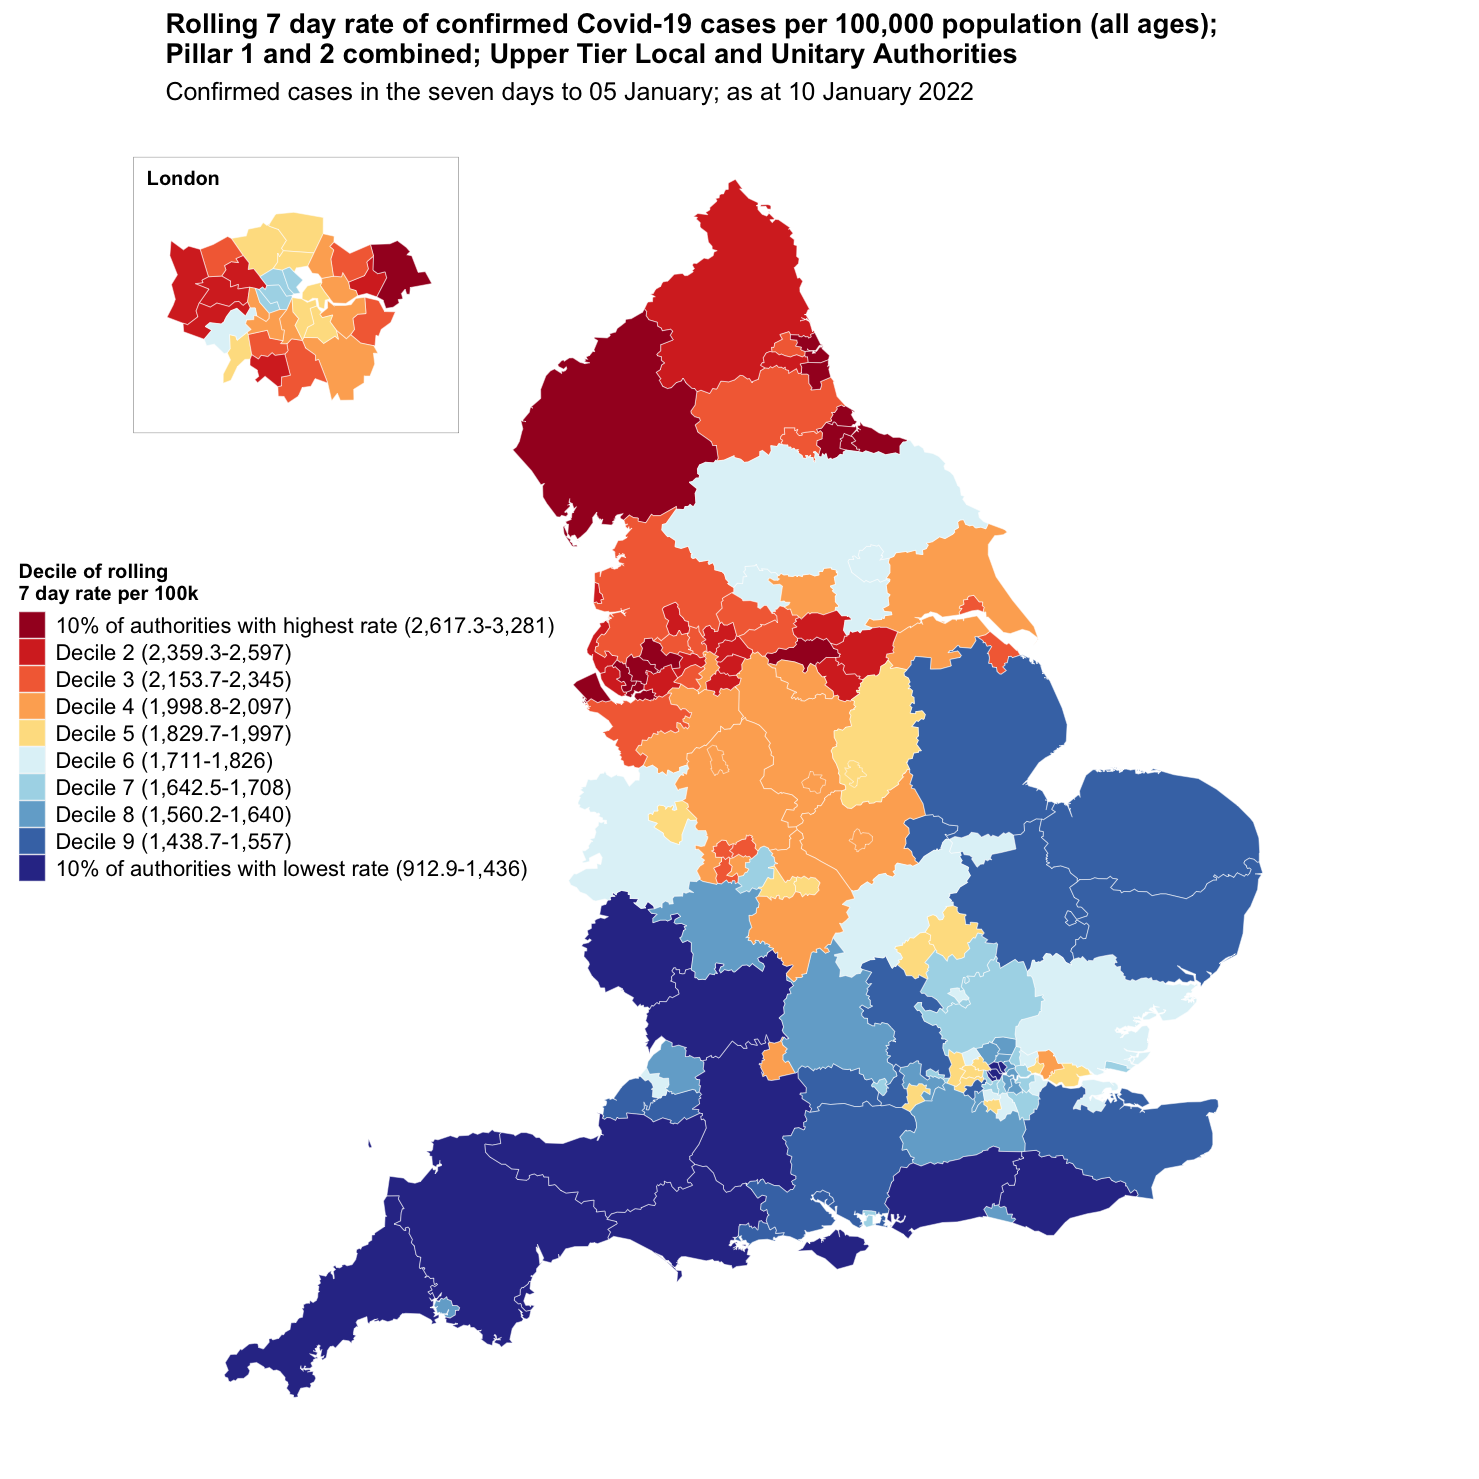 Rolling 7 day rate of confirmed Covid-19 cases per 100,000 population (all ages);
Pillar 1 and 2 combined; Upper Tier Local and Unitary Authorities
Confirmed cases in the seven days to 05 January; as at 10 January 2022
London
Decile of rolling
7 day rate per 100k
10% of authorities with highest rate (2,617.3-3,281)
Decile 2 (2,359.3-2,597)
Decile 3 (2,153.7-2,345)
Decile 4 (1,998.8-2,097)
Decile 5 (1,829.7-1,997)
Decile 6 (1,711-1,826)
Decile 7 (1,642.5-1,708)
Decile 8 (1,560.2-1,640)
Decile 9 (1,438.7-1,557)
10% of authorities with lowest rate (912.9-1,436)